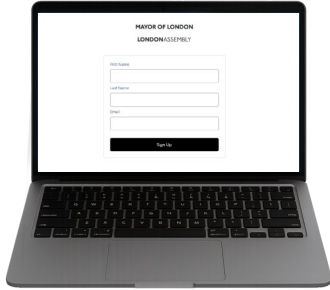 MAYOR OF LONDON
LONDONASSEMBLY
First Name
Last Name
Email
Sign Up